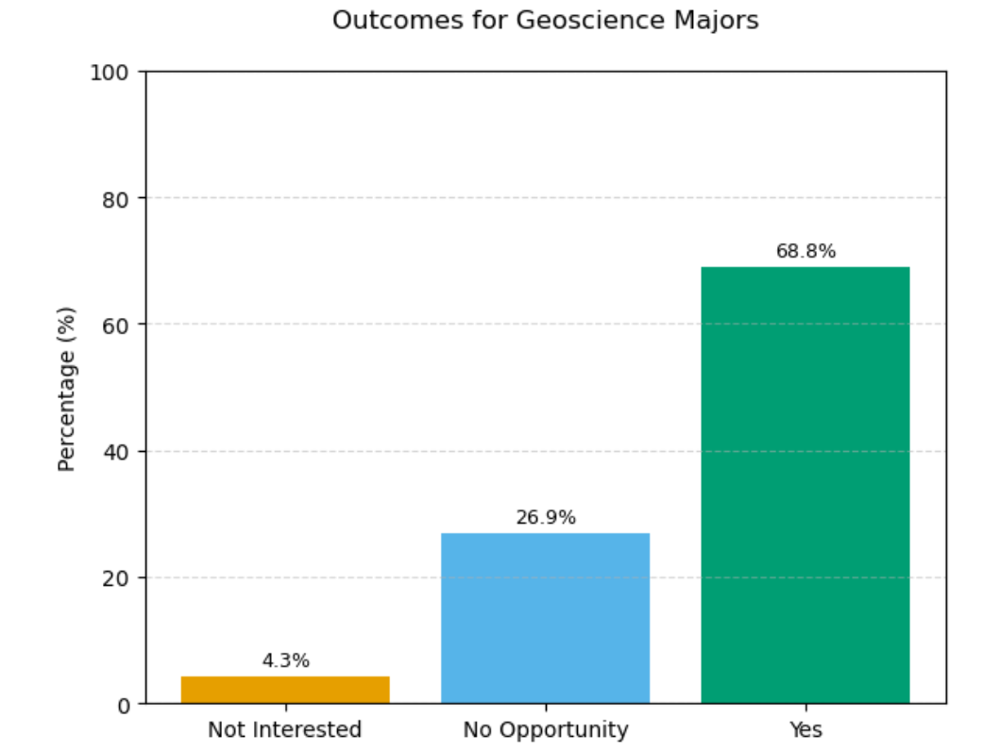 Outcomes for Geoscience Majors
100
80
60
40
20
0
Percentage (%)
4.3%
26.9%
68.8%
Not Interested
No Opportunity
Yes